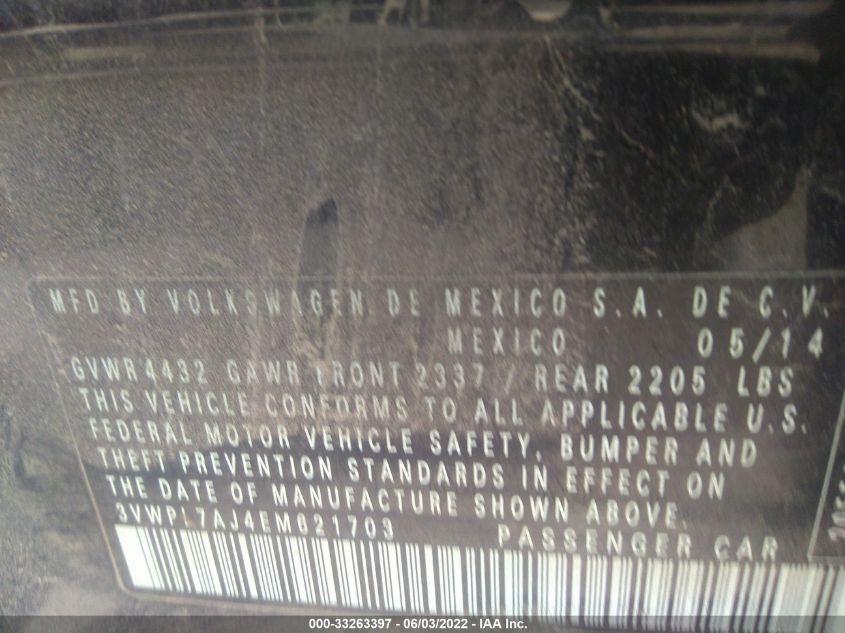 MFD BY VOLKSWAGEN DE MEXICO S.A. DE C.V.
MEXICO 05/14
GVWR 4432 GAWR FRONT 2337 / REAR 2205 LBS
THIS VEHICLE CONFORMS TO ALL APPLICABLE U.S.
FEDERAL MOTOR VEHICLE SAFETY, BUMPER AND
THEFT PREVENTION STANDARDS IN EFFECT ON
THE DATE OF MANUFACTURE SHOWN ABOVE.
3VWPL7AJ4EM621703 PASSENGER CAR
000-33263397 - 06/03/2022 - IAA Inc.